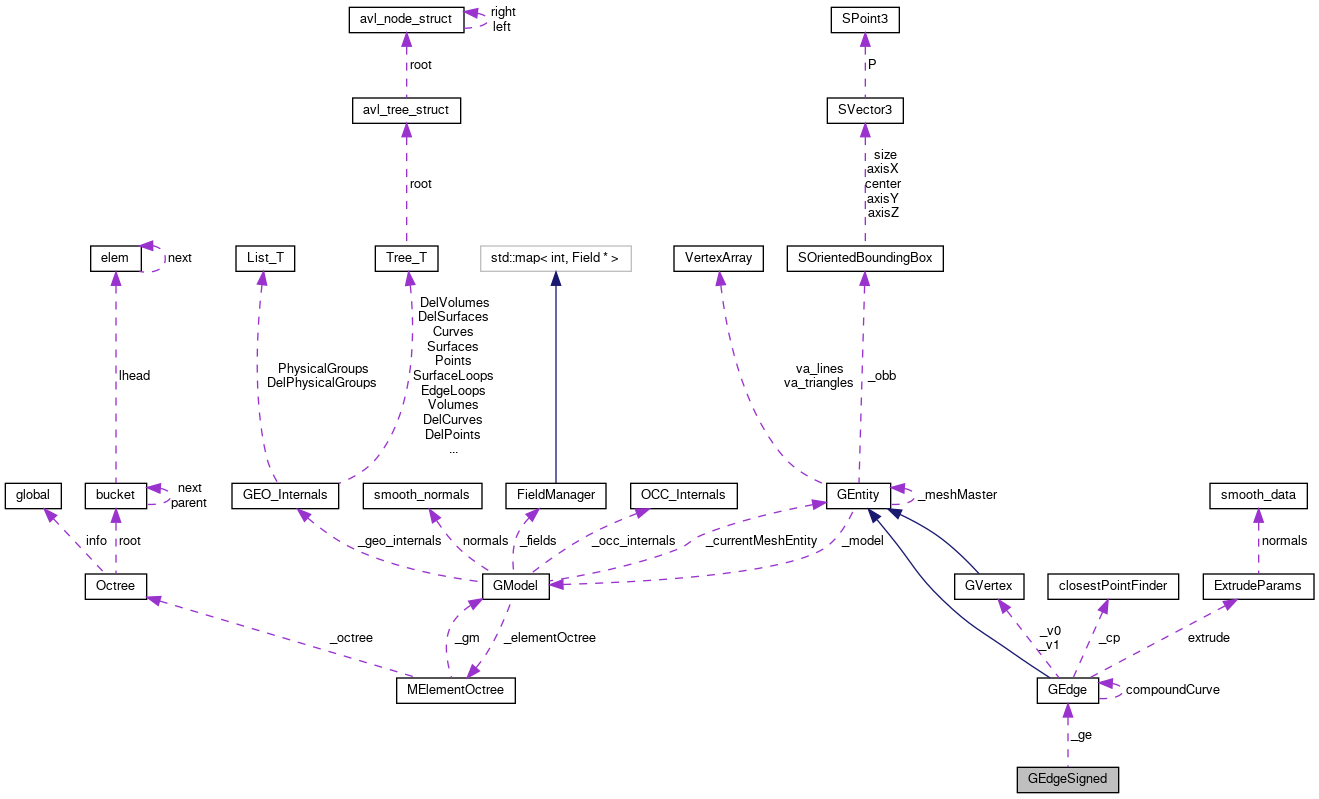 avl_node_struct
right
left
SPoint3
root
P
avl_tree_struct
SVector3
root
size
axisX
center
axisY
axisZ
elem
next
List_T
Tree_T
std::map< int, Field * >
VertexArray
SOrientedBoundingBox
lhead
PhysicalGroups
DelPhysicalGroups
DelVolumes
DelSurfaces
Curves
Surfaces
Points
SurfaceLoops
EdgeLoops
Volumes
DelCurves
DelPoints
...
va_lines
va_triangles
_obb
global
bucket
next
parent
GEO_Internals
smooth_normals
FieldManager
OCC_Internals
GEntity
_meshMaster
smooth_data
info
root
_geo_internals
normals
_fields
_occ_internals
_currentMeshEntity
_model
normals
Octree
GModel
GVertex
closestPointFinder
ExtrudeParams
_octree
_gm
_elementOctree
_v0
_v1
_cp
extrude
MElementOctree
GEdge
compoundCurve
_ge
GEdgeSigned